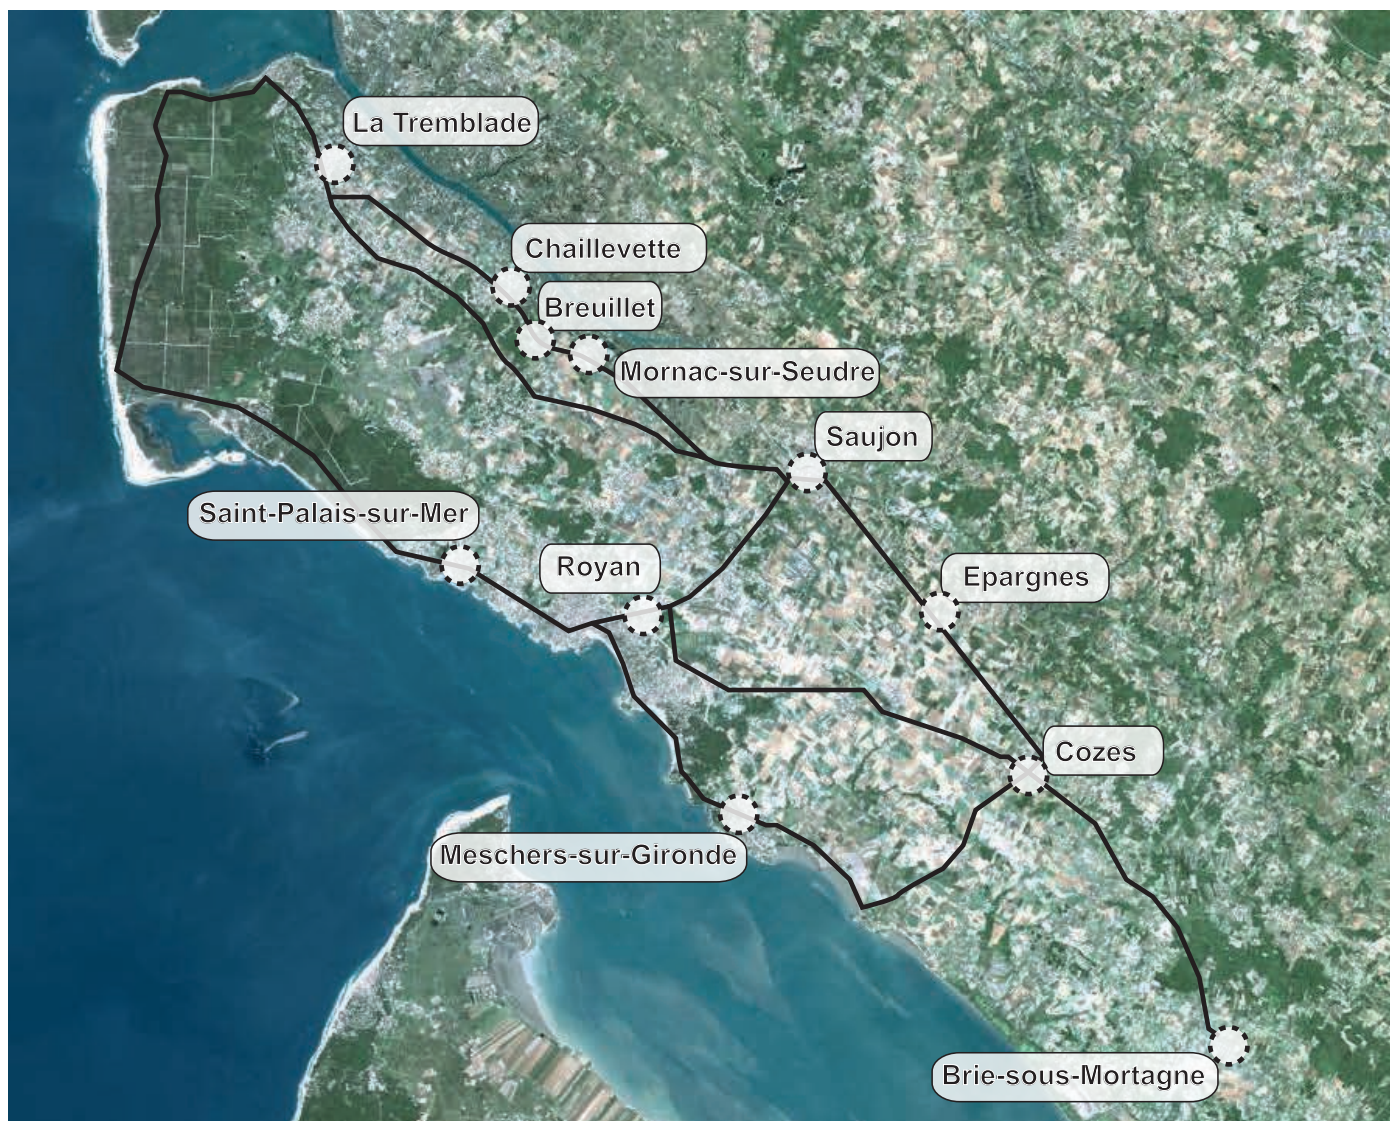 La Tremblade
Chaillevette
Breuillet
Mornac-sur-Seudre
Saujon
Saint-Palais-sur-Mer
Royan
Epargnes
Cozes
Meschers-sur-Gironde
Brie-sous-Mortagne